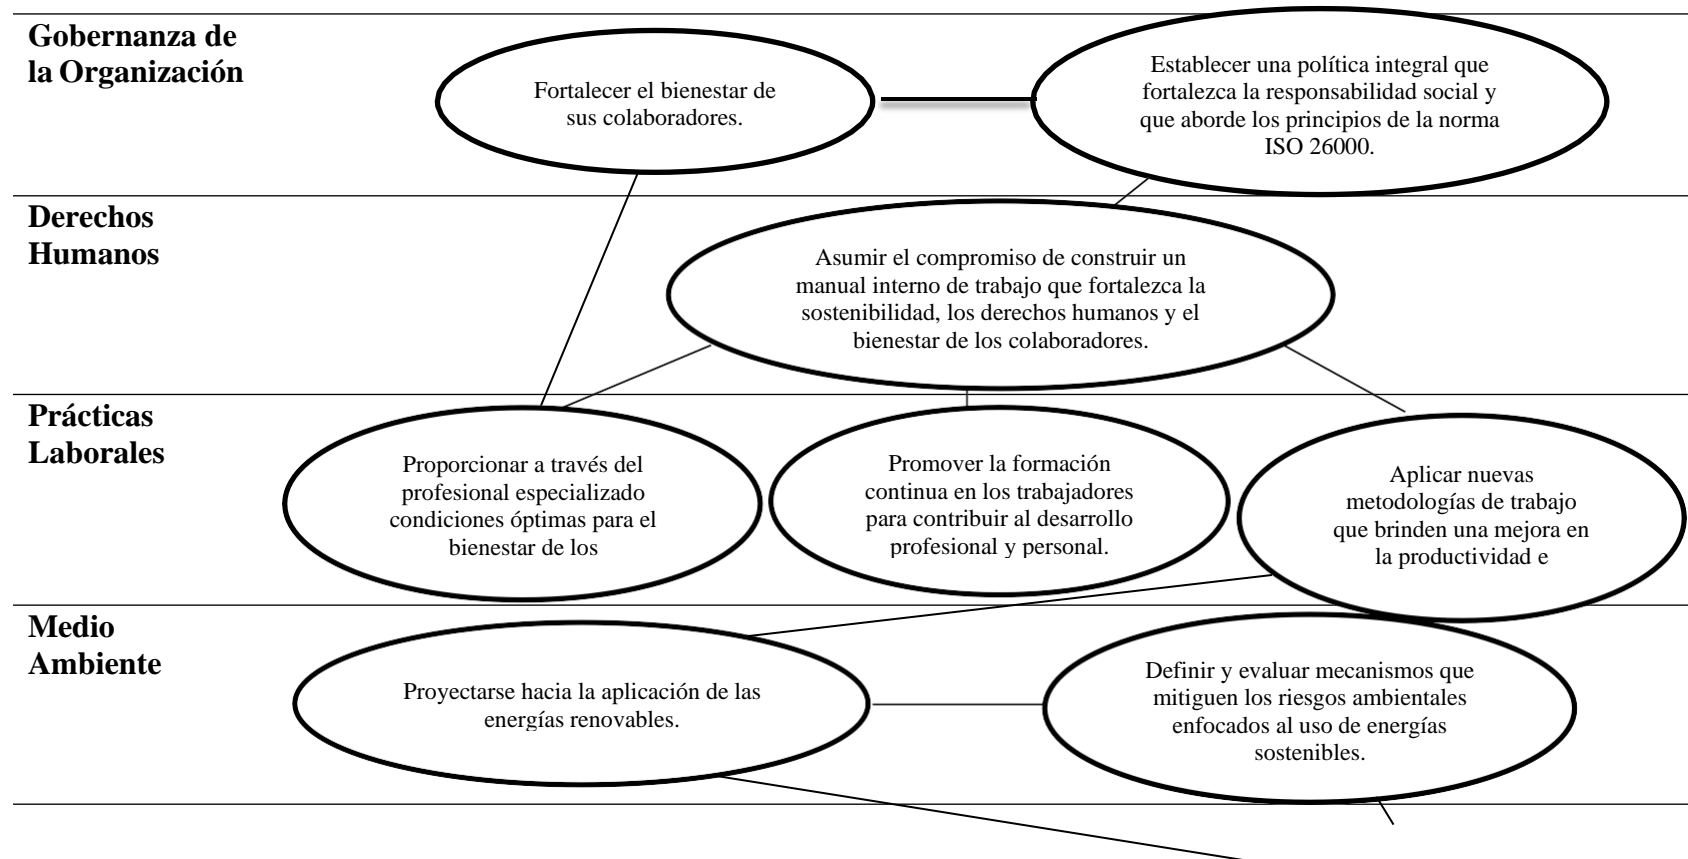 Gobernanza de
la Organización
Fortalecer el bienestar de
sus colaboradores.
Establecer una política integral que
fortalezca la responsabilidad social y
que aborde los principios de la norma
ISO 26000.
Derechos
Humanos
Asumir el compromiso de construir un
manual interno de trabajo que fortalezca la
sostenibilidad, los derechos humanos y el
bienestar de los colaboradores.
Prácticas
Laborales
Proporcionar a través del
profesional especializado
condiciones óptimas para el
bienestar de los
Promover la formación
continua en los trabajadores
para contribuir al desarrollo
profesional y personal.
Aplicar nuevas
metodologías de trabajo
que brinden una mejora en
la productividad e
Medio
Ambiente
Proyectarse hacia la aplicación de las
energías renovables.
Definir y evaluar mecanismos que
mitiguen los riesgos ambientales
enfocados al uso de energías
sostenibles.